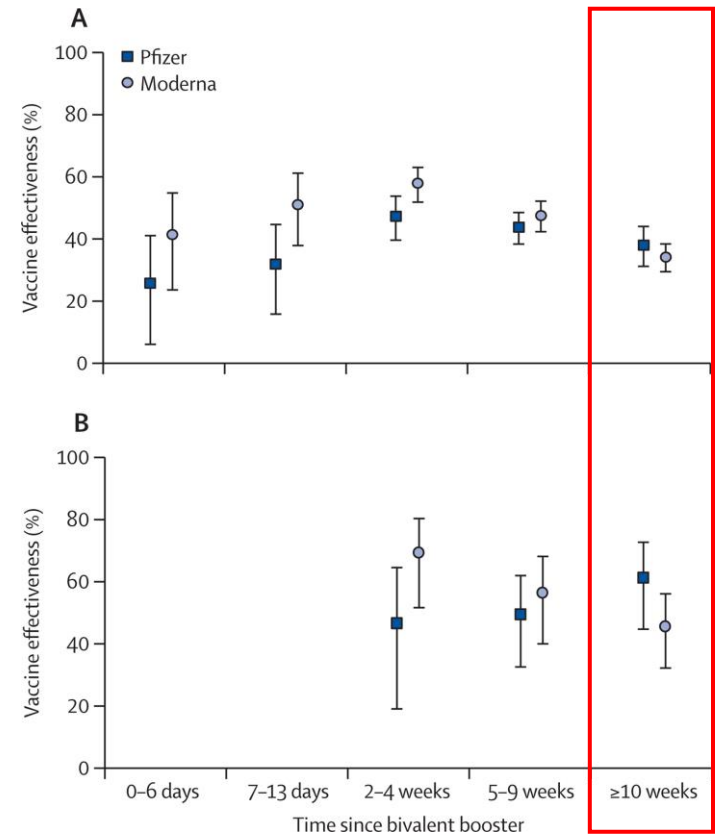 A
Pfizer
Moderna
Vaccine effectiveness (%)
100
80
60
40
20
0
B
Vaccine effectiveness (%)
100
80
60
40
20
0
0–6 days 7–13 days 2–4 weeks 5–9 weeks ≥10 weeks
Time since bivalent booster